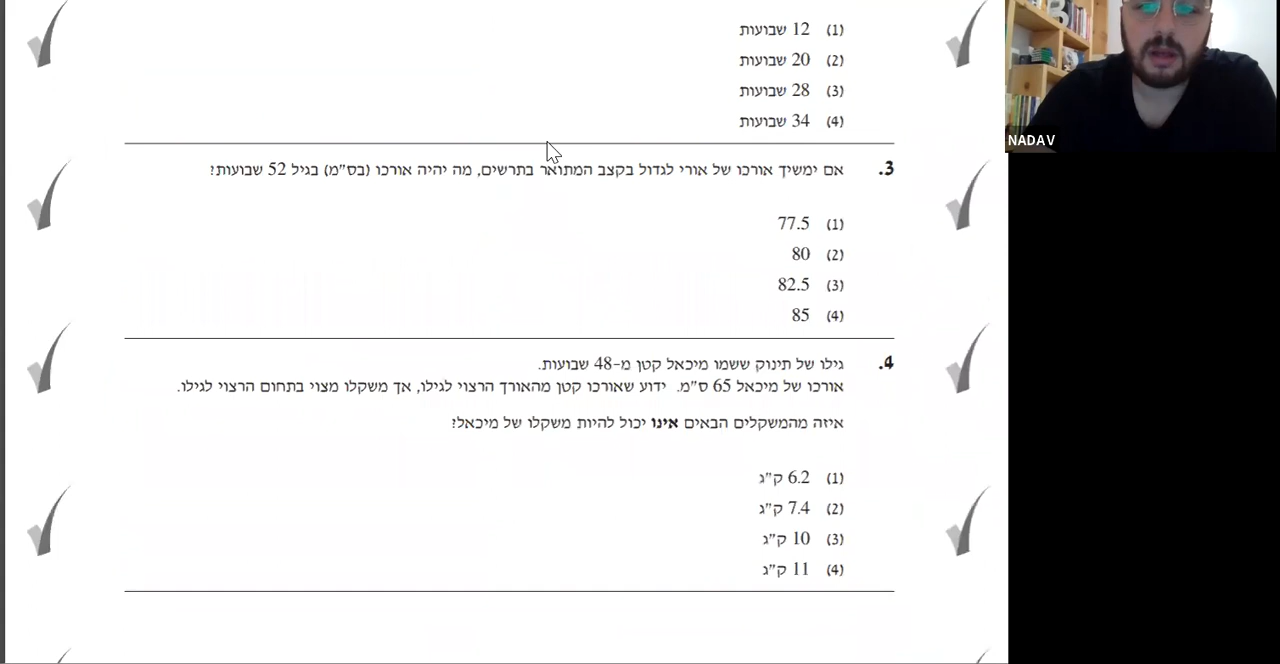 (1) 12 שבועות
(2) 20 שבועות
(3) 28 שבועות
(4) 34 שבועות
3. אם ימשיך אורכו של אורי לגדול בקצב המתואר בתרשים, מה יהיה אורכו (בס״מ) בגיל 52 שבועות?
(1) 77.5
(2) 80
(3) 82.5
(4) 85
4. גילו של תינוק ששמו מיכאל קטן מ-48 שבועות.
אורכו של מיכאל 65 ס״מ. ידוע שאורכו קטן מהאורך הרצוי לגילו, אך משקלו מצוי בתחום הרצוי לגילו.
איזה מהמשקלים הבאים אינו יכול להיות משקלו של מיכאל?
(1) 6.2 ק״ג
(2) 7.4 ק״ג
(3) 10 ק״ג
(4) 11 ק״ג
NADAV